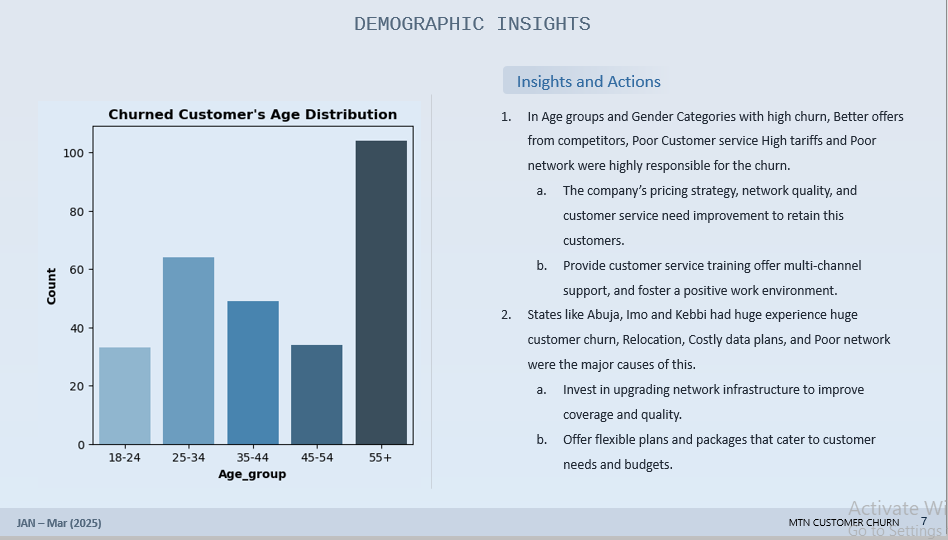 DEMOGRAPHIC INSIGHTS
Insights and Actions
Churned Customer's Age Distribution
100
80
60
40
20
0
Count
18-24 25-34 35-44 45-54 55+
Age_group
1. In Age groups and Gender Categories with high churn, Better offers
from competitors, Poor Customer service High tariffs and Poor
network were highly responsible for the churn.
a. The company’s pricing strategy, network quality, and
customer service need improvement to retain this
customers.
b. Provide customer service training offer multi-channel
support, and foster a positive work environment.
2. States like Abuja, Imo and Kebbi had huge experience huge
customer churn, Relocation, Costly data plans, and Poor network
were the major causes of this.
a. Invest in upgrading network infrastructure to improve
coverage and quality.
b. Offer flexible plans and packages that cater to customer
needs and budgets.
JAN – Mar (2025)
MTN CUSTOMER CHURN 7
Activate Wi
Go to Settings